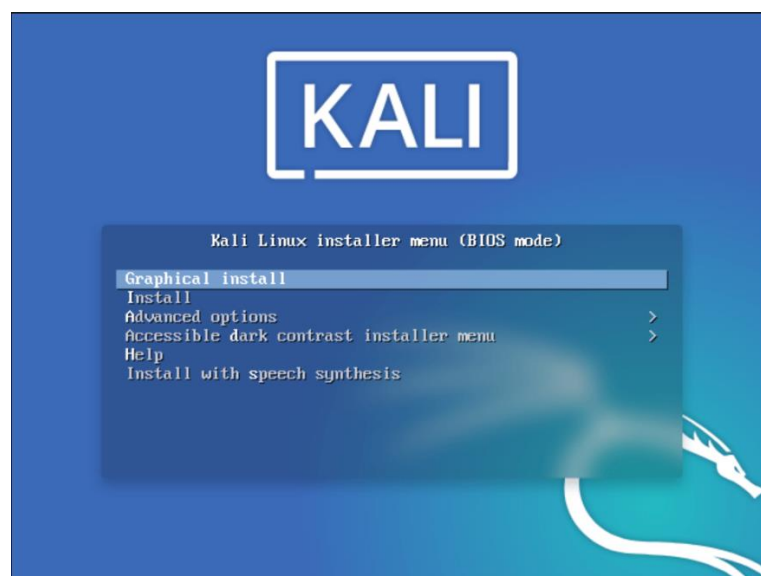 KALI
Kali Linux installer menu (BIOS mode)
Graphical install
Install
Advanced options >
Accessible dark contrast installer menu >
Help
Install with speech synthesis